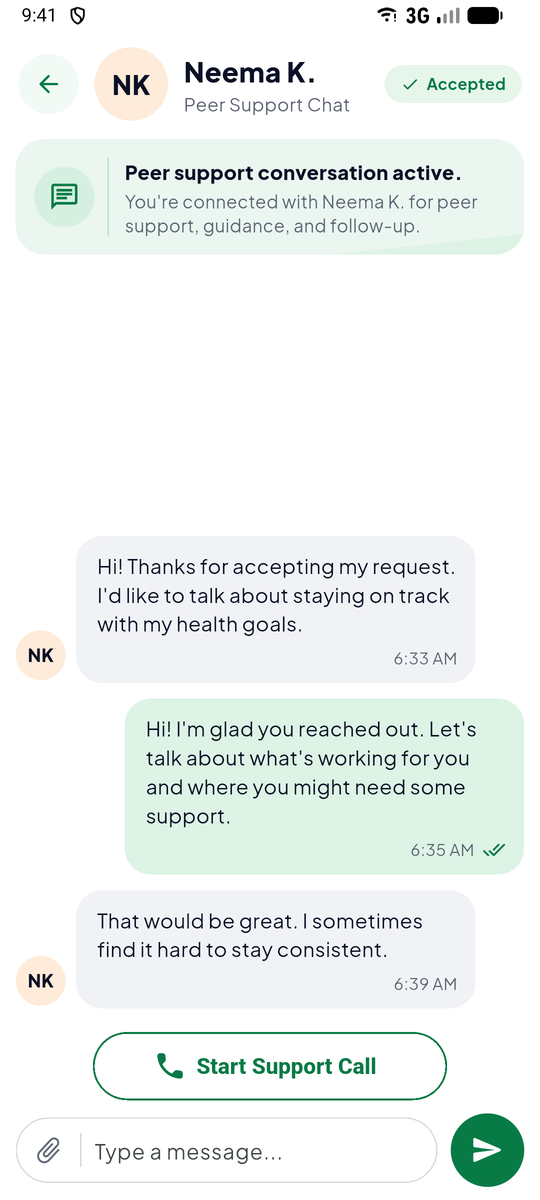 9:41
3G
NK
Neema K.
Peer Support Chat
Accepted
Peer support conversation active.
You're connected with Neema K. for peer
support, guidance, and follow-up.
Hi! Thanks for accepting my request.
I'd like to talk about staying on track
with my health goals.
6:33 AM
NK
Hi! I'm glad you reached out. Let's
talk about what's working for you
and where you might need some
support.
6:35 AM
That would be great. I sometimes
find it hard to stay consistent.
6:39 AM
NK
Start Support Call
Type a message...